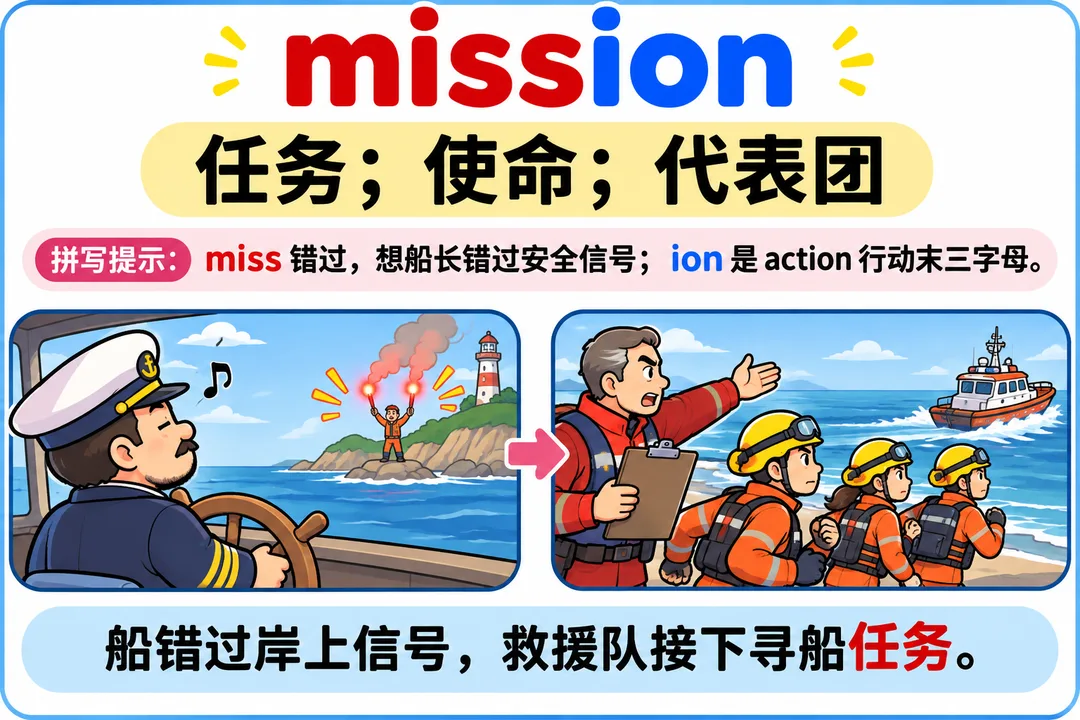 mission
任务；使命；代表团
拼写提示： miss 错过，想船长错过安全信号； ion 是 action 行动末三字母。
船错过岸上信号，救援队接下寻船任务。